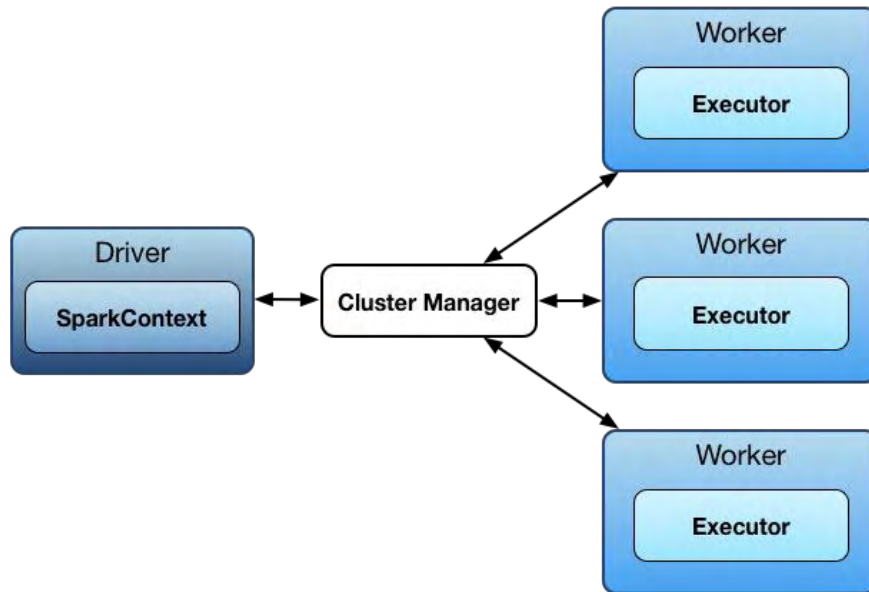 Worker
Executor
Driver
SparkContext
Cluster Manager
Worker
Executor
Worker
Executor